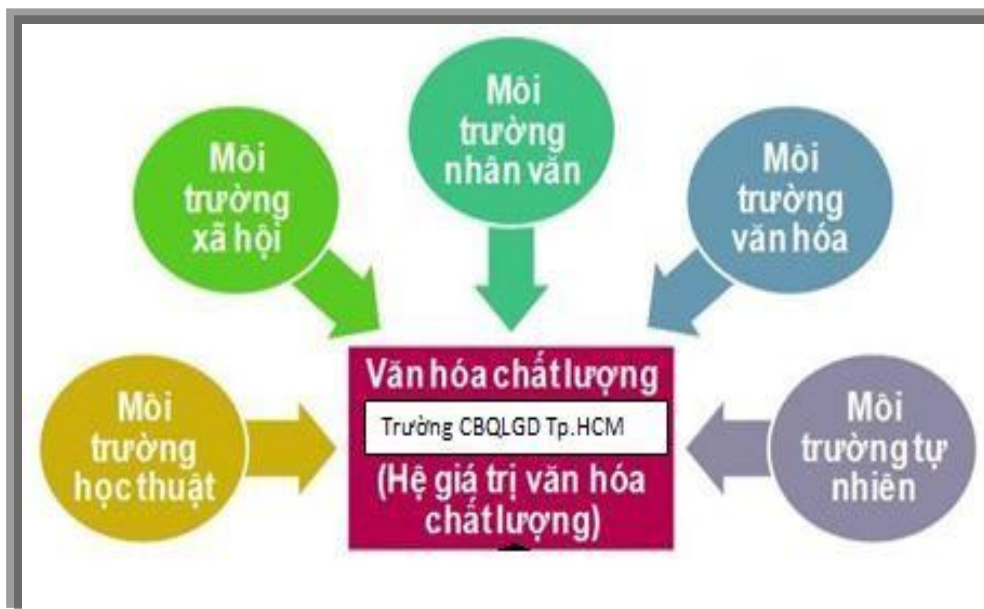 Môi
trường
nhân văn
Môi
trường
xã hội
Môi
trường
văn hóa
Môi
trường
học thuật
Văn hóa chất lượng
Trường CBQLGD Tp.HCM
(Hệ giá trị văn hóa
chất lượng)
Môi
trường tự
nhiên